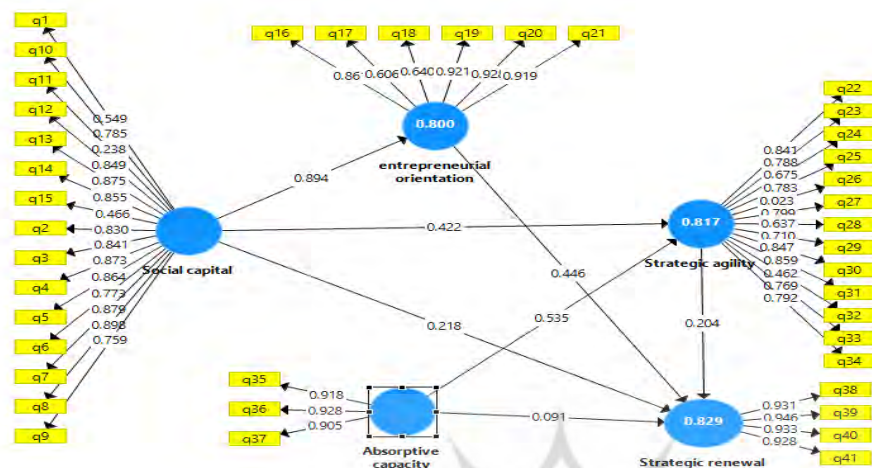 q1
q10
q11
q12
q13
q14
q15
q2
q3
q4
q5
q6
q7
q8
q9
0.549
0.785
0.238
0.849
0.875
0.855
0.466
0.830
0.841
0.873
0.864
0.773
0.879
0.898
0.759
Social capital
q16 q17 q18 q19 q20 q21
0.606 0.640 0.921 0.919
0.800
entrepreneurial
orientation
0.894
0.422
0.446
0.218
0.535
0.204
0.091
q22
q23
q24
q25
q26
q27
q28
q29
q30
q31
q32
q33
q34
0.841
0.788
0.675
0.783
0.023
0.799
0.637
0.710
0.847
0.859
0.462
0.769
0.792
0.817
Strategic agility
q35
q36
q37
0.918
0.928
0.905
Absorptive
capacity
0.829
Strategic renewal
0.931
0.946
0.933
0.928
q38
q39
q40
q41